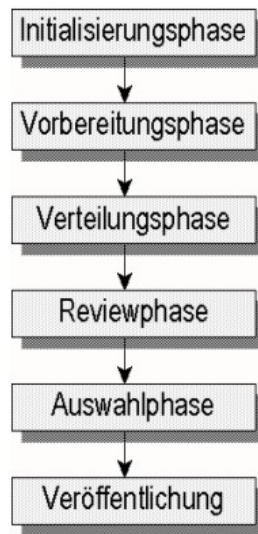 Initialisierungsphase
Vorbereitungsphase
Verteilungsphase
Reviewphase
Auswahlphase
Veröffentlichung